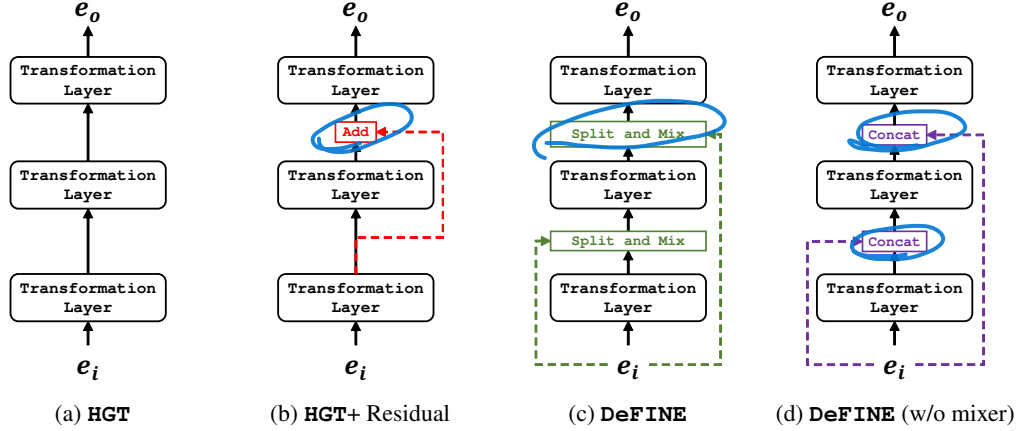 e_o e_o e_o e_o
Transformation Layer
Transformation Layer
Transformation Layer
Transformation Layer
Add
Split and Mix
Concat
Transformation Layer
Transformation Layer
Transformation Layer
Transformation Layer
Split and Mix
Concat
Transformation Layer
Transformation Layer
Transformation Layer
Transformation Layer
e_i e_i e_i e_i
(a) HGT
(b) HGT+ Residual
(c) DeFINE
(d) DeFINE (w/o mixer)